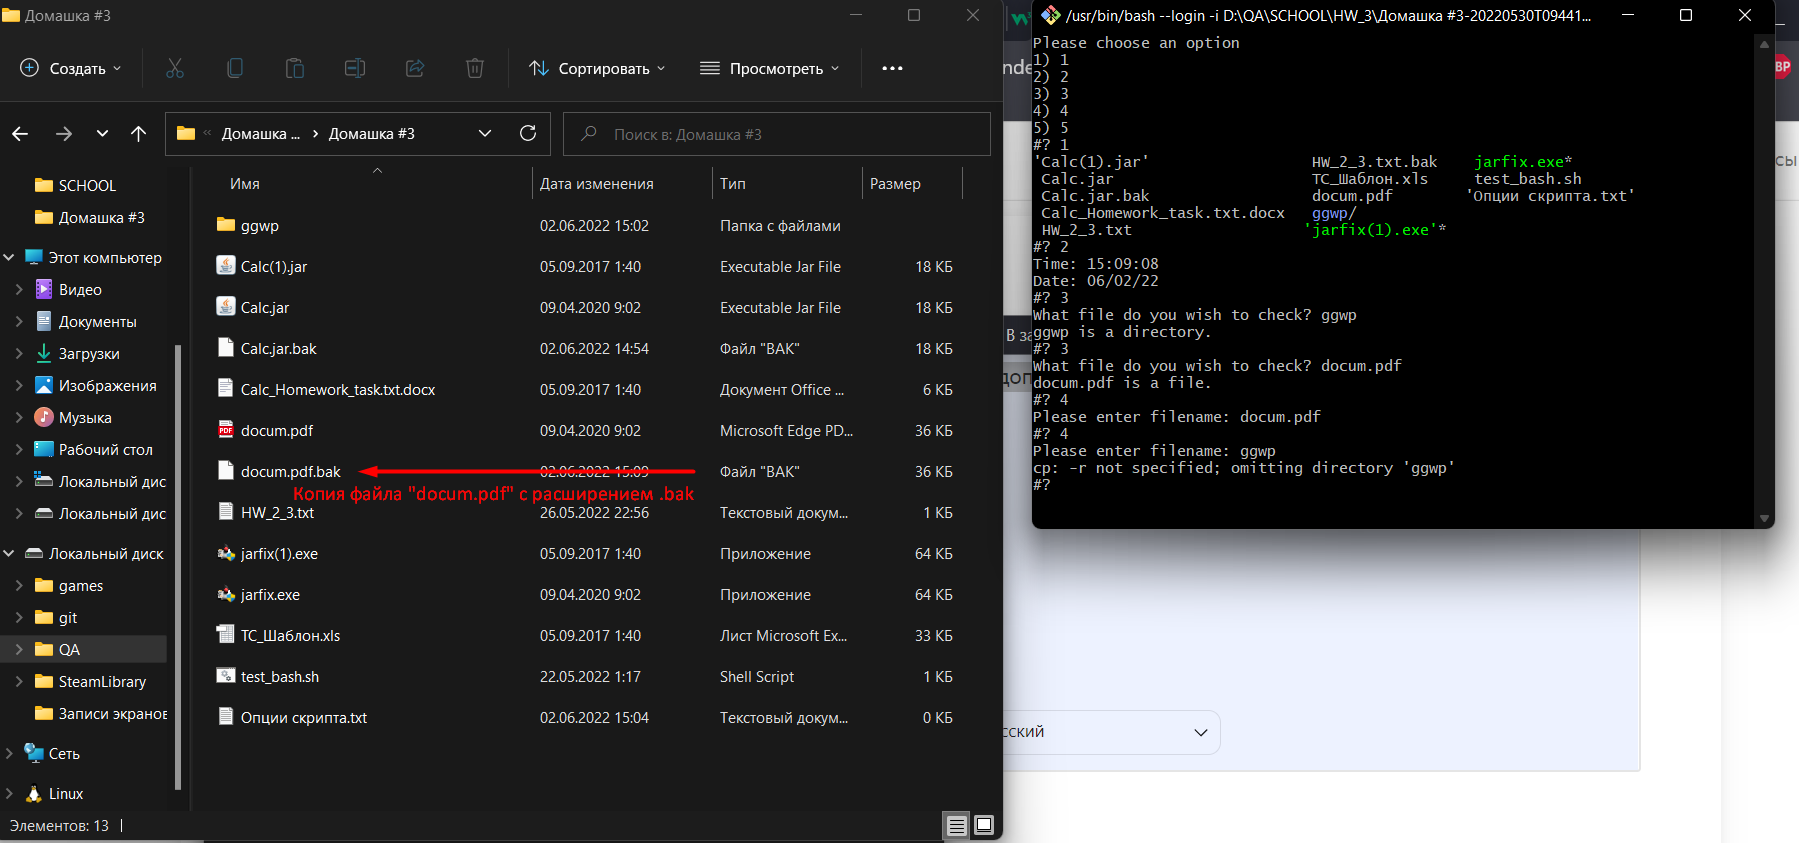 Домашка #3
Создать
Сортировать
Просмотреть
Домашка ...
Домашка #3
Поиск в: Домашка #3
SCHOOL
Домашка #3
Этот компьютер
Видео
Документы
Загрузки
Изображения
Музыка
Рабочий стол
Локальный дис
Локальный дис
Локальный диск
games
git
QA
SteamLibrary
Записи экранов
Сеть
Linux
Имя Дата изменения Тип Размер
ggwp 02.06.2022 15:02 Папка с файлами
Calc(1).jar 05.09.2017 1:40 Executable Jar File 18 КБ
Calc.jar 09.04.2020 9:02 Executable Jar File 18 КБ
Calc.jar.bak 02.06.2022 14:54 Файл "BAK" 18 КБ
Calc_Homework_task.txt.docx 05.09.2017 1:40 Документ Office ... 6 КБ
docum.pdf 09.04.2020 9:02 Microsoft Edge PD... 36 КБ
docum.pdf.bak 02.06.2022 15:09 Файл "BAK" 36 КБ
Копия файла "docum.pdf" с расширением .bak
HW_2_3.txt 26.05.2022 22:56 Текстовый докум... 1 КБ
jarfix(1).exe 05.09.2017 1:40 Приложение 64 КБ
jarfix.exe 09.04.2020 9:02 Приложение 64 КБ
ТС_Шаблон.xls 05.09.2017 1:40 Лист Microsoft Ex... 33 КБ
test_bash.sh 22.05.2022 1:17 Shell Script 1 КБ
Опции скрипта.txt 02.06.2022 15:04 Текстовый докум... 0 КБ
Элементов: 13
/usr/bin/bash --login -i D:\QA\SCHOOL\HW_3\Домашка #3-20220530T09441...
Please choose an option
1) 1
2) 2
3) 3
4) 4
5) 5
#? 1
'Calc(1).jar' HW_2_3.txt.bak jarfix.exe*
Calc.jar ТС_Шаблон.xls test_bash.sh
Calc.jar.bak docum.pdf 'Опции скрипта.txt'
Calc_Homework_task.txt.docx ggwp/
HW_2_3.txt 'jarfix(1).exe'*
#? 2
Time: 15:09:08
Date: 06/02/22
#? 3
What file do you wish to check? ggwp
ggwp is a directory.
#? 3
What file do you wish to check? docum.pdf
docum.pdf is a file.
#? 4
Please enter filename: docum.pdf
#? 4
Please enter filename: ggwp
cp: -r not specified; omitting directory 'ggwp'
#?
nde
BP
сы
В за
доп
сский